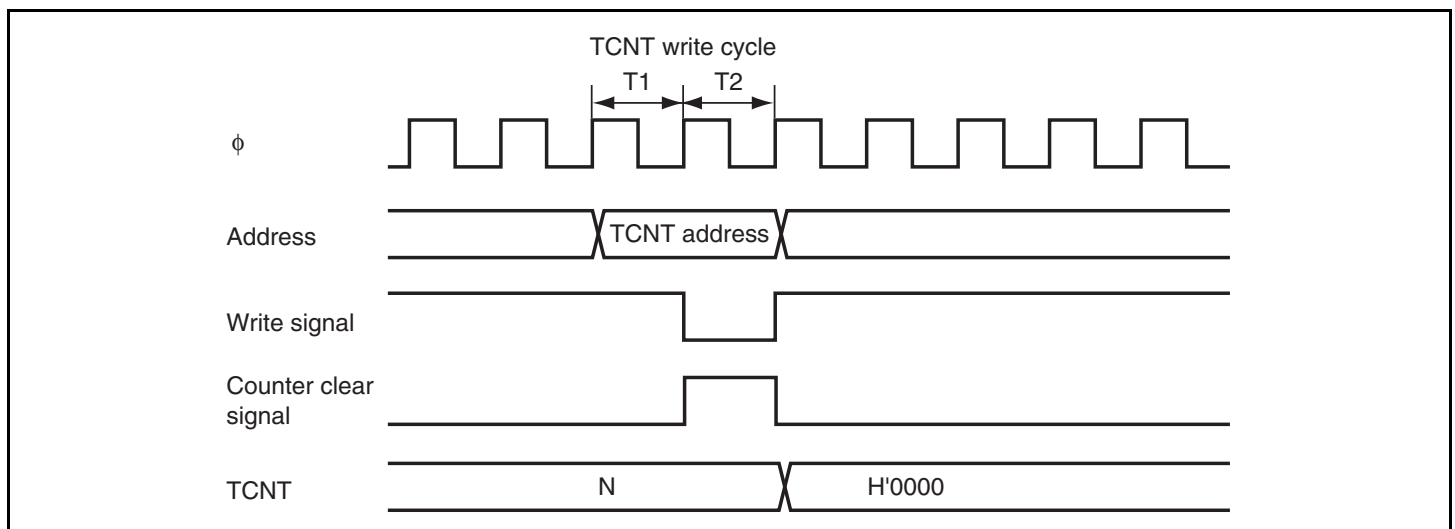 TCNT write cycle
T1 T2
ϕ
Address
TCNT address
Write signal
Counter clear
signal
TCNT
N
H'0000